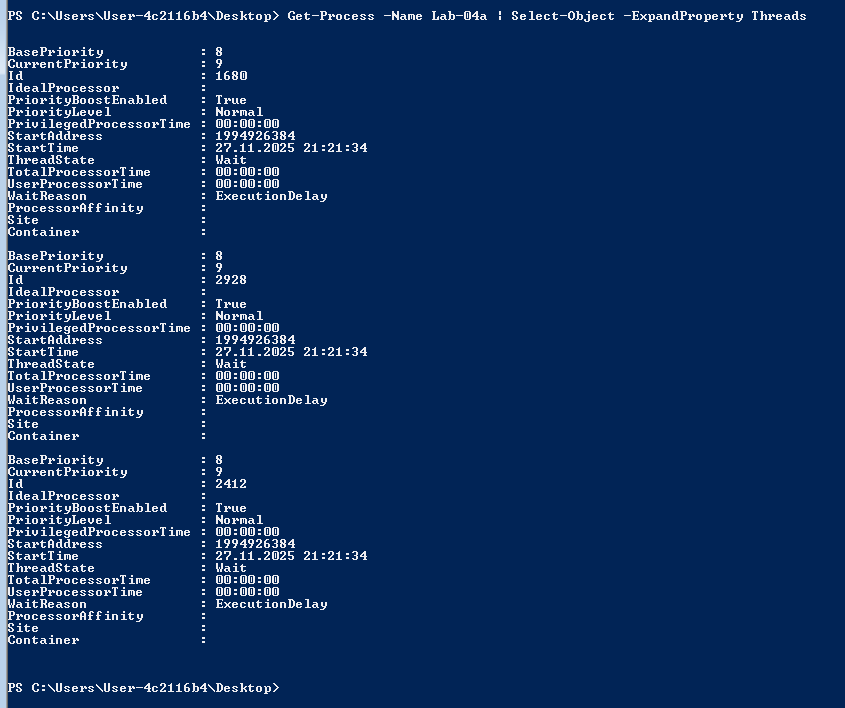 PS C:\Users\User-4c2116b4\Desktop> Get-Process -Name Lab-04a | Select-Object -ExpandProperty Threads
BasePriority : 8
CurrentPriority : 9
Id : 1680
IdealProcessor :
PriorityBoostEnabled : True
PriorityLevel : Normal
PrivilegedProcessorTime : 00:00:00
StartAddress : 1994926384
StartTime : 27.11.2025 21:21:34
ThreadState : Wait
TotalProcessorTime : 00:00:00
UserProcessorTime : 00:00:00
WaitReason : ExecutionDelay
ProcessorAffinity :
Site :
Container :
BasePriority : 8
CurrentPriority : 9
Id : 2928
IdealProcessor :
PriorityBoostEnabled : True
PriorityLevel : Normal
PrivilegedProcessorTime : 00:00:00
StartAddress : 1994926384
StartTime : 27.11.2025 21:21:34
ThreadState : Wait
TotalProcessorTime : 00:00:00
UserProcessorTime : 00:00:00
WaitReason : ExecutionDelay
ProcessorAffinity :
Site :
Container :
BasePriority : 8
CurrentPriority : 9
Id : 2412
IdealProcessor :
PriorityBoostEnabled : True
PriorityLevel : Normal
PrivilegedProcessorTime : 00:00:00
StartAddress : 1994926384
StartTime : 27.11.2025 21:21:34
ThreadState : Wait
TotalProcessorTime : 00:00:00
UserProcessorTime : 00:00:00
WaitReason : ExecutionDelay
ProcessorAffinity :
Site :
Container :
PS C:\Users\User-4c2116b4\Desktop>